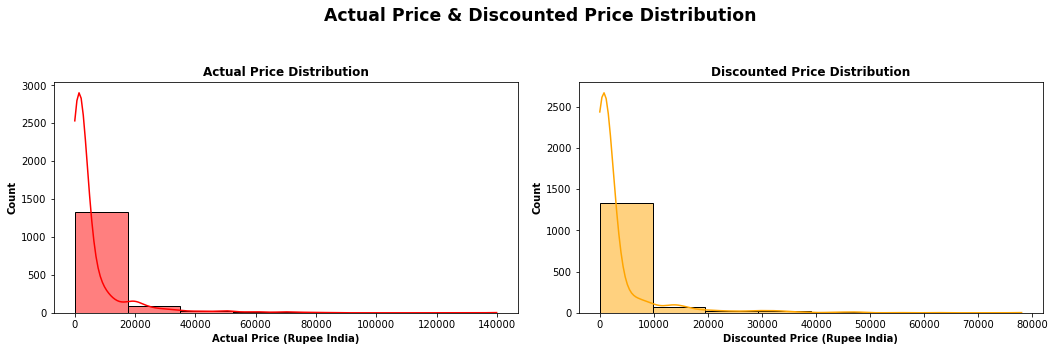 Actual Price & Discounted Price Distribution
Actual Price Distribution
3000
2500
2000
1500
1000
500
0
Count
0 20000 40000 60000 80000 100000 120000 140000
Actual Price (Rupee India)
Discounted Price Distribution
2500
2000
1500
1000
500
0
Count
0 10000 20000 30000 40000 50000 60000 70000 80000
Discounted Price (Rupee India)